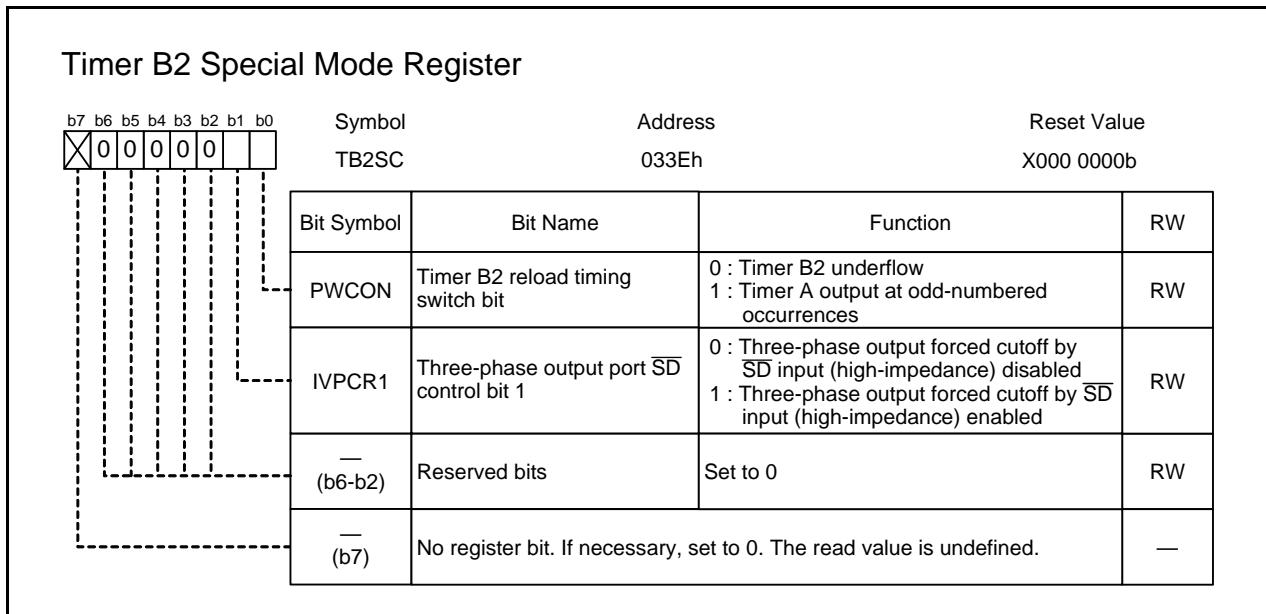 Timer B2 Special Mode Register
b7 b6 b5 b4 b3 b2 b1 b0
0 0 0 0 0
Symbol Address Reset Value
TB2SC 033Eh X000 0000b
Bit Symbol Bit Name Function RW
PWCON
Timer B2 reload timing
switch bit
0 : Timer B2 underflow
1 : Timer A output at odd-numbered
occurrences
RW
IVPCR1
Three-phase output port S̅D̅
control bit 1
0 : Three-phase output forced cutoff by
S̅D̅ input (high-impedance) disabled
1 : Three-phase output forced cutoff by S̅D̅
input (high-impedance) enabled
RW
—
(b6-b2)
Reserved bits
Set to 0
RW
—
(b7)
No register bit. If necessary, set to 0. The read value is undefined.
—